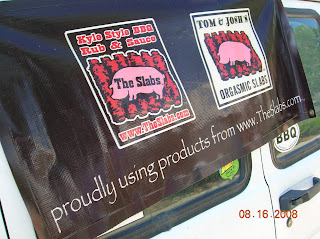 Kyle Style BBQ
Rub & Sauce
The Slabs
www.TheSlabs.com
TOM & JOSH'S
ORGASMIC SLABS
proudly using products from www.TheSlabs.com...
BBQ
08.16.2008